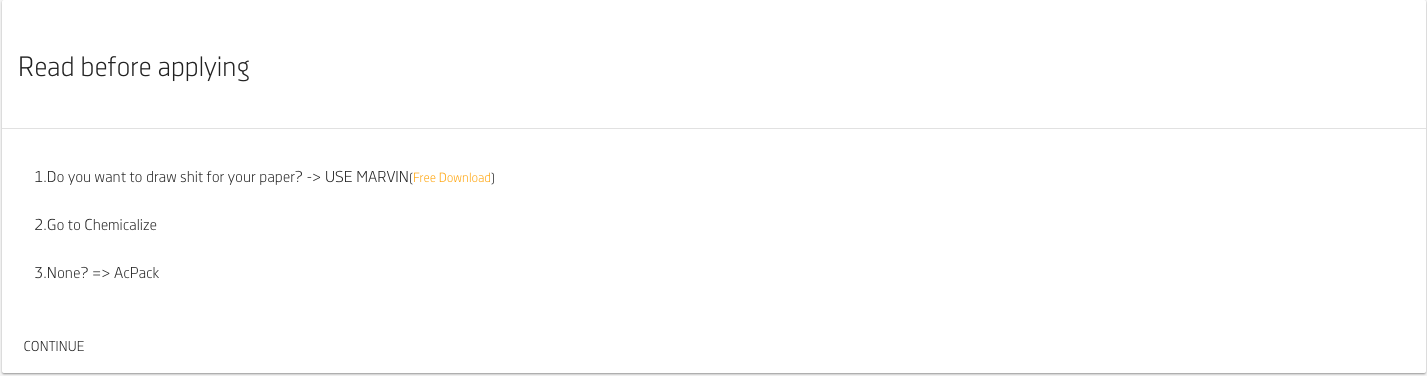 Read before applying
1.Do you want to draw shit for your paper? -> USE MARVIN(Free Download)
2.Go to Chemicalize
3.None? => AcPack
CONTINUE